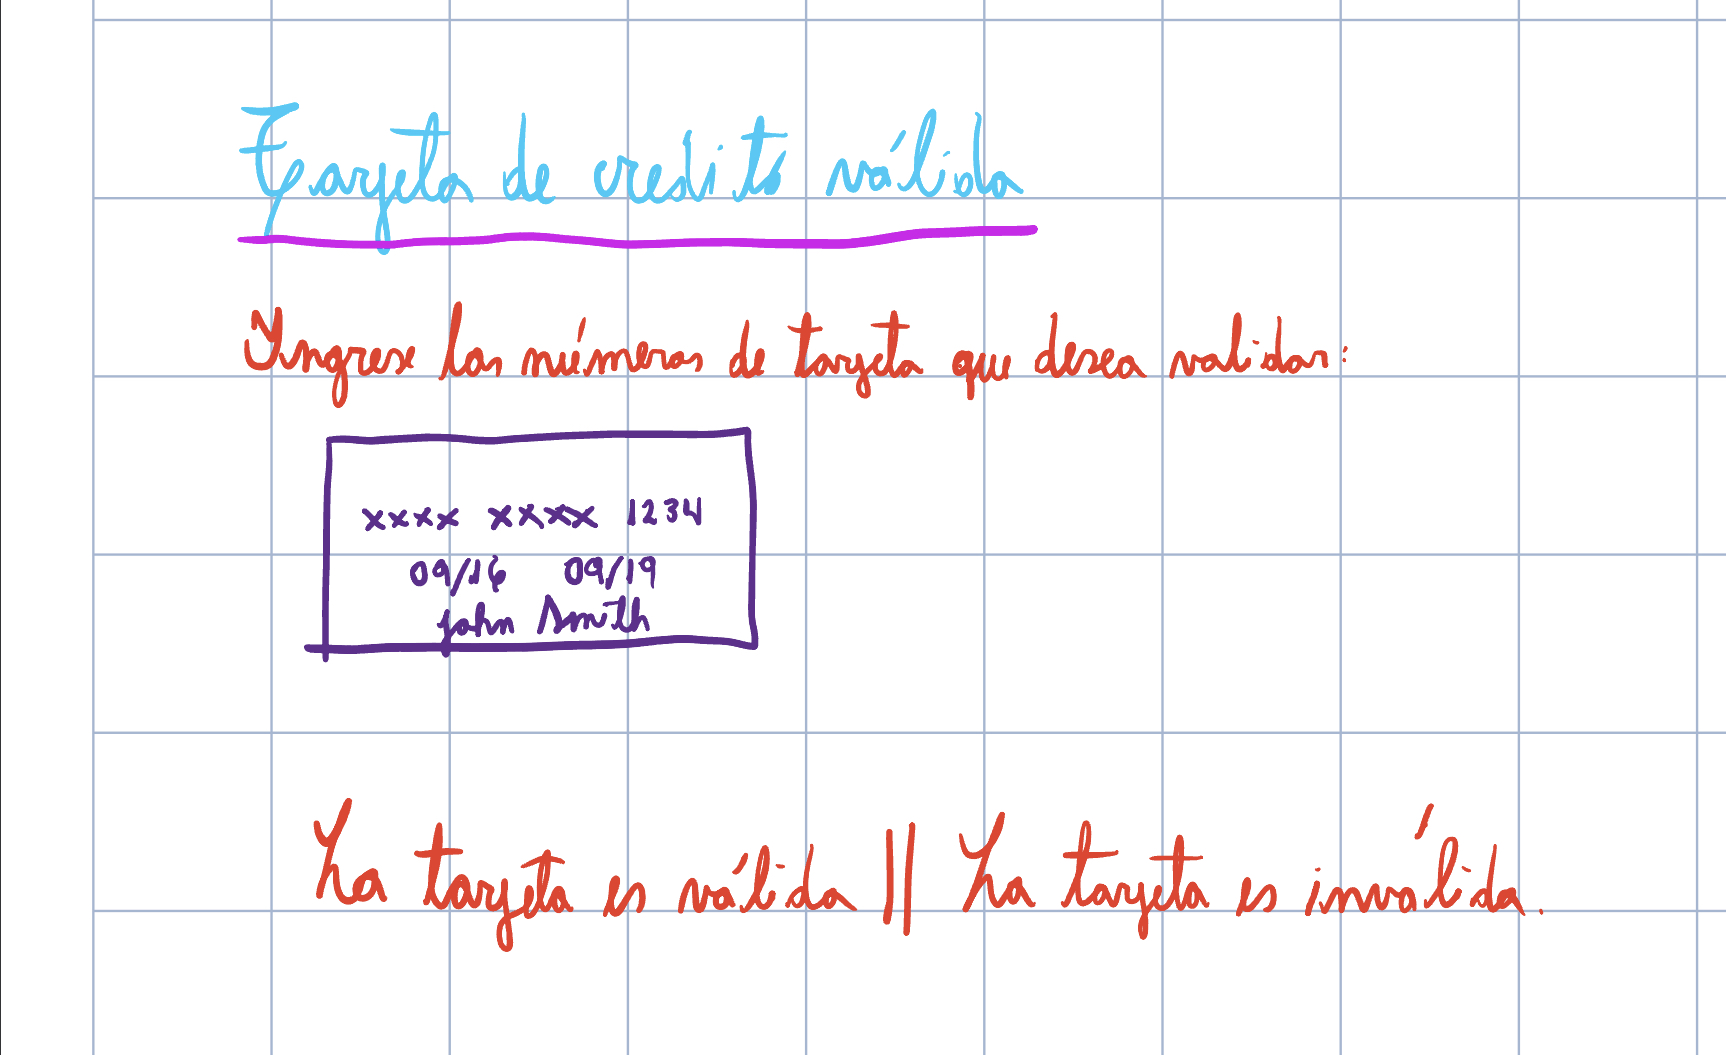 Tarjeta de credito válida
Ingrese los números de tarjeta que desea validar:
xxxx xxxx 1234
09/16 09/19
john Smith
La tarjeta es válida || La tarjeta es inválida.